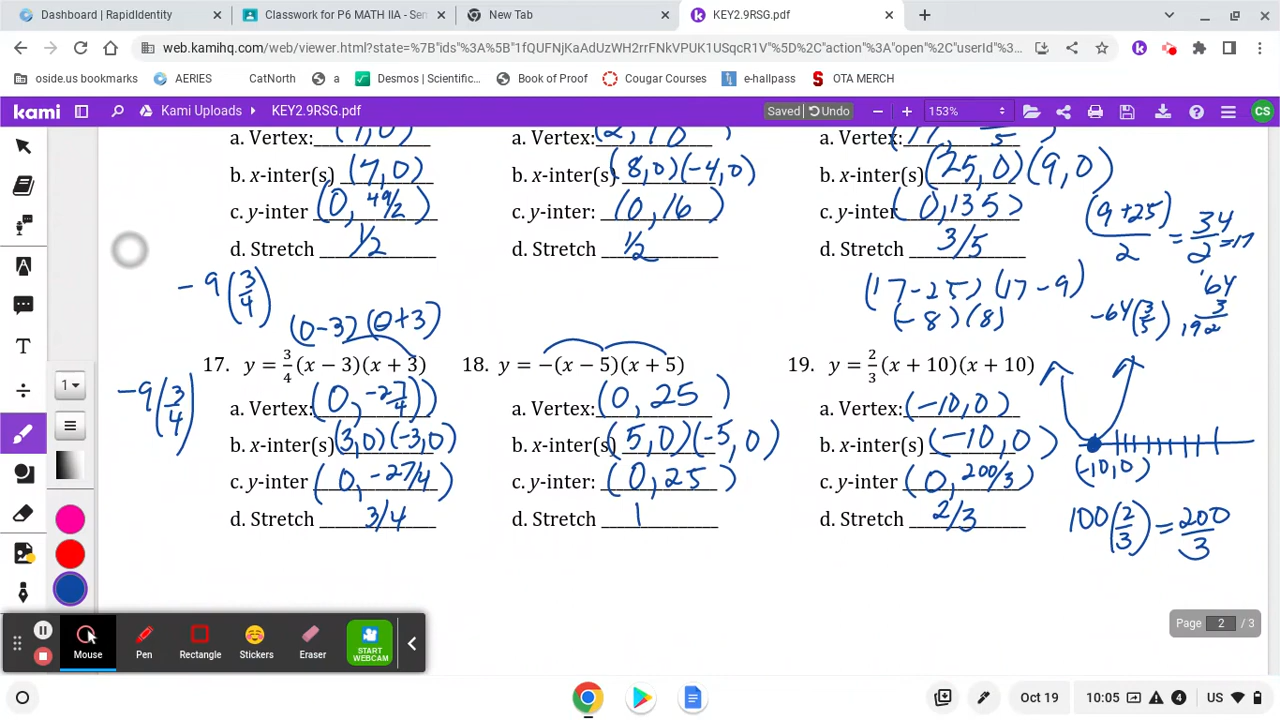 Dashboard | RapidIdentity
Classwork for P6 MATH IIA - Sem
New Tab
KEY2.9RSG.pdf
web.kamihq.com/web/viewer.html?state=%7B"ids"%3A%5B"1fQUFNjKaAdUzWH2rrFNkVPUK1USqcR1V"%5D%2C"action"%3A"open"%2C"userId"...
oside.us bookmarks
AERIES
CatNorth
a
Desmos | Scientific...
Book of Proof
Cougar Courses
e-hallpass
OTA MERCH
kami
Kami Uploads
KEY2.9RSG.pdf
Saved
Undo
153%
CS
a. Vertex: (7,0)
b. x-inter(s) (7,0)
c. y-inter (0, 49/2)
d. Stretch 1/2
b. x-inter(s) (8,0)(-4,0)
c. y-inter: (0,16)
d. Stretch 1/2
b. x-inter(s) (25,0)(9,0)
c. y-inter (0,135)
d. Stretch 3/5
(9+25)/2 = 34/2 = 17
(17-25)(17-9)
(-8)(8)
-64(3/5)
64
3
192
-9(3/4)
(0-3)(0+3)
-9(3/4)
17. y = 3/4(x − 3)(x + 3)
a. Vertex: (0, -27/4)
b. x-inter(s) (3,0)(-3,0)
c. y-inter (0, -27/4)
d. Stretch 3/4
18. y = −(x − 5)(x + 5)
a. Vertex: (0, 25)
b. x-inter(s) (5,0)(-5,0)
c. y-inter: (0,25)
d. Stretch 1
19. y = 2/3(x + 10)(x + 10)
a. Vertex: (-10,0)
b. x-inter(s) (-10,0)
c. y-inter (0, 200/3)
d. Stretch 2/3
(-10,0)
100(2/3) = 200/3
1
Page 2 / 3
Mouse
Pen
Rectangle
Stickers
Eraser
START
WEBCAM
Oct 19
10:05
4
US